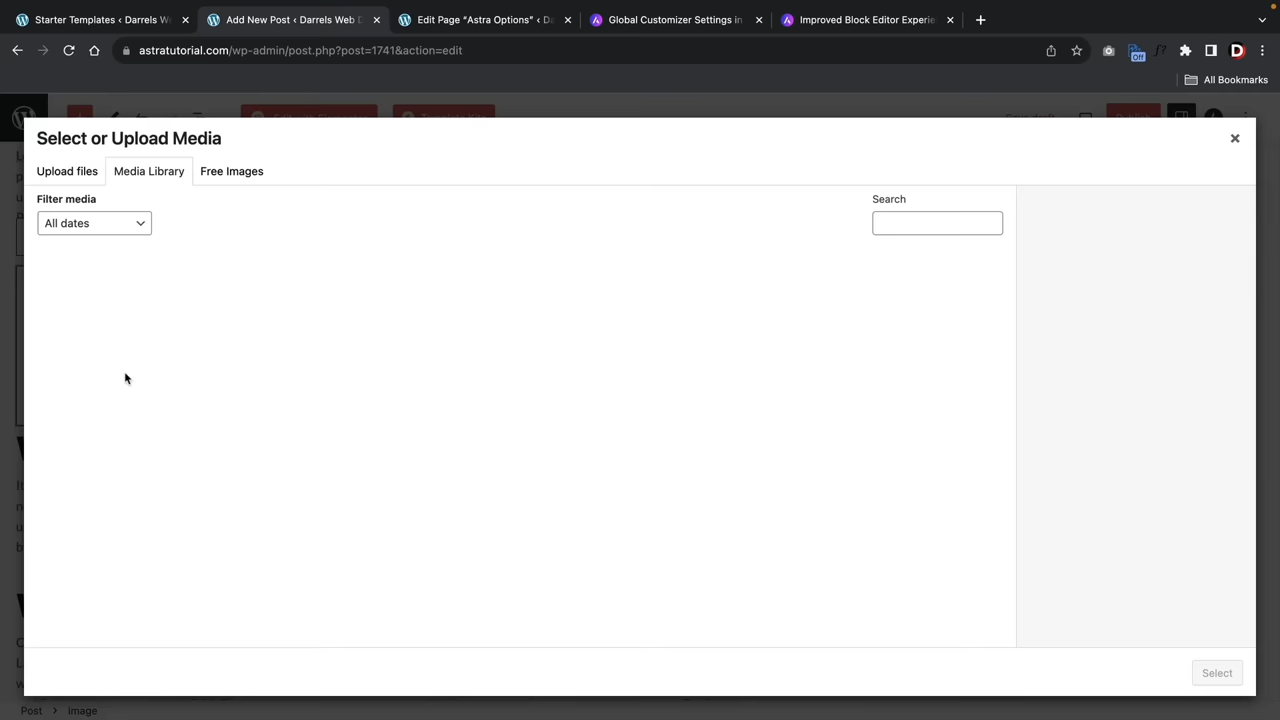 Starter Templates ‹ Darrels W
Add New Post ‹ Darrels Web D
Edit Page “Astra Options” ‹ Da
Global Customizer Settings in
Improved Block Editor Experie
astratutorial.com/wp-admin/post.php?post=1741&action=edit
Off
All Bookmarks
Select or Upload Media
Upload files
Media Library
Free Images
Filter media
All dates
Search
Select
Post
Image